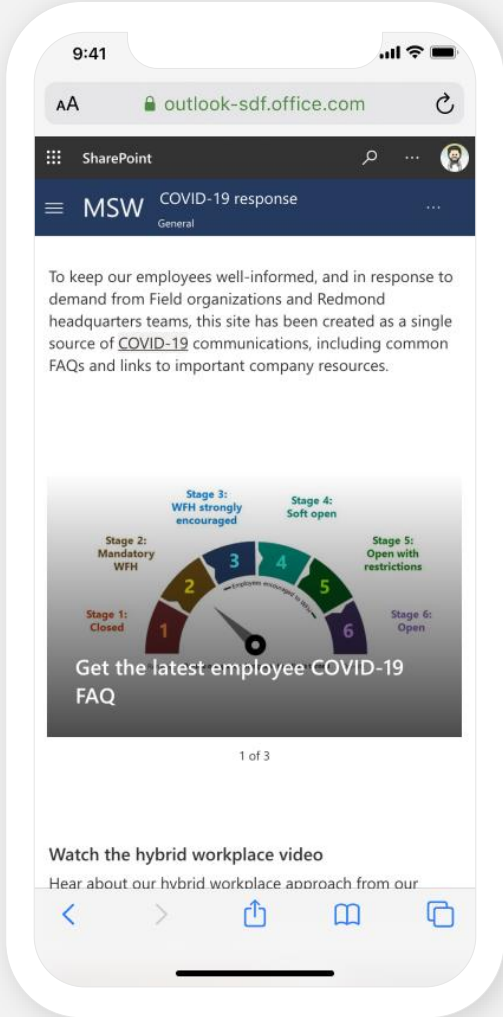 9:41
AA outlook-sdf.office.com
SharePoint
MSW COVID-19 response
General
To keep our employees well-informed, and in response to
demand from Field organizations and Redmond
headquarters teams, this site has been created as a single
source of COVID-19 communications, including common
FAQs and links to important company resources.
Stage 3:
WFH strongly
encouraged
Stage 4:
Soft open
Stage 2:
Mandatory
WFH
Stage 5:
Open with
restrictions
Stage 1:
Closed
Stage 6:
Open
1
2
3
4
5
6
Employees encouraged to WFH
Get the latest employee COVID-19
FAQ
1 of 3
Watch the hybrid workplace video
Hear about our hybrid workplace approach from our